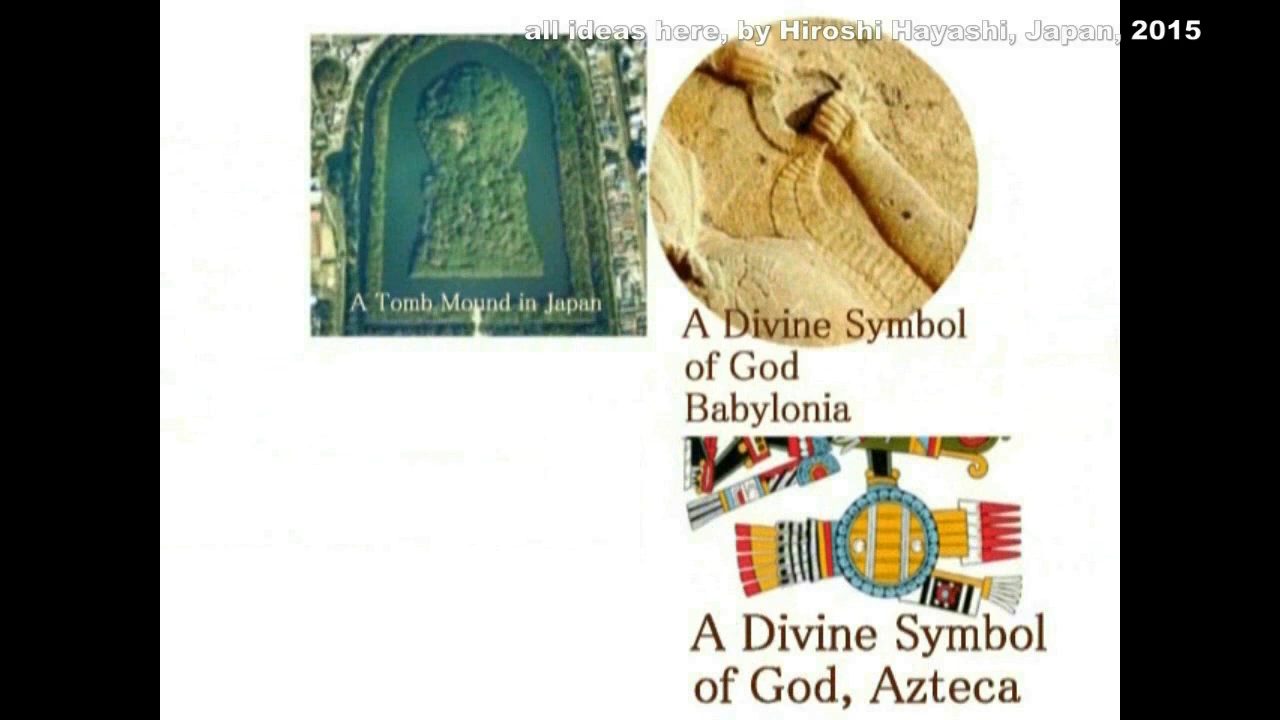 all ideas here, by Hiroshi Hayashi, Japan, 2015
A Tomb Mound in Japan
A Divine Symbol
of God
Babylonia
A Divine Symbol
of God, Azteca